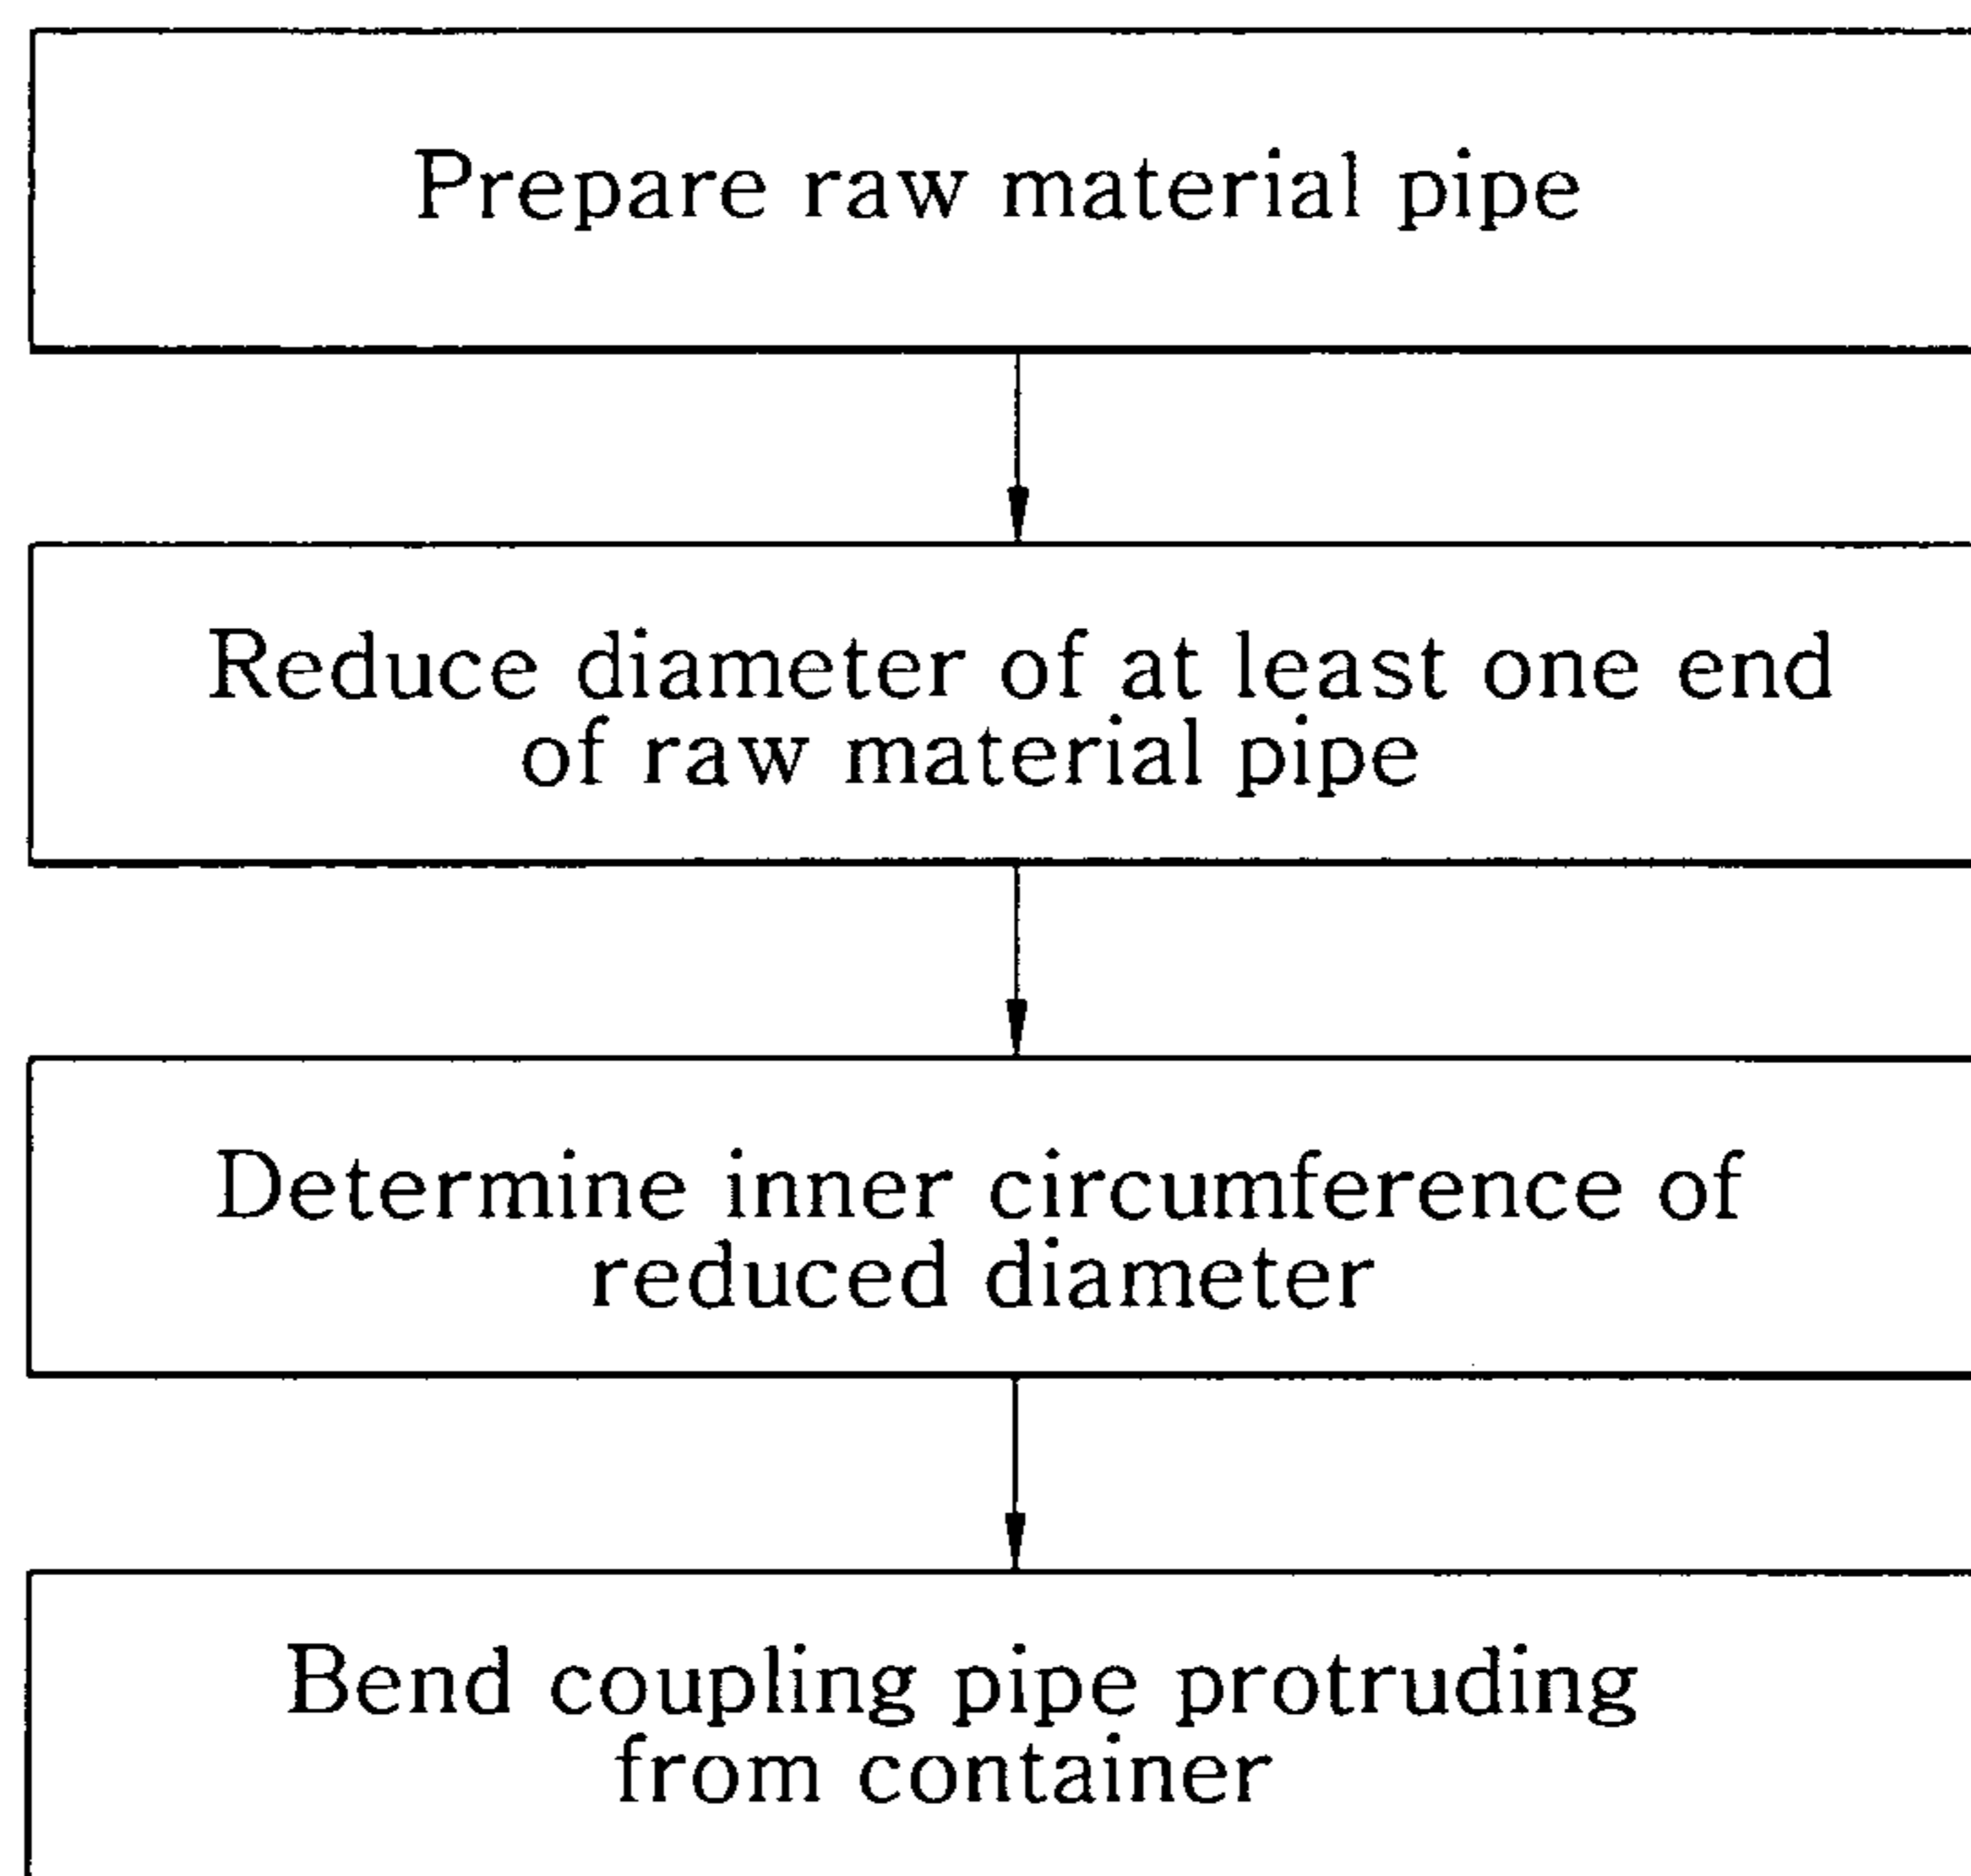 Prepare raw material pipe
Reduce diameter of at least one end
of raw material pipe
Determine inner circumference of
reduced diameter
Bend coupling pipe protruding
from container